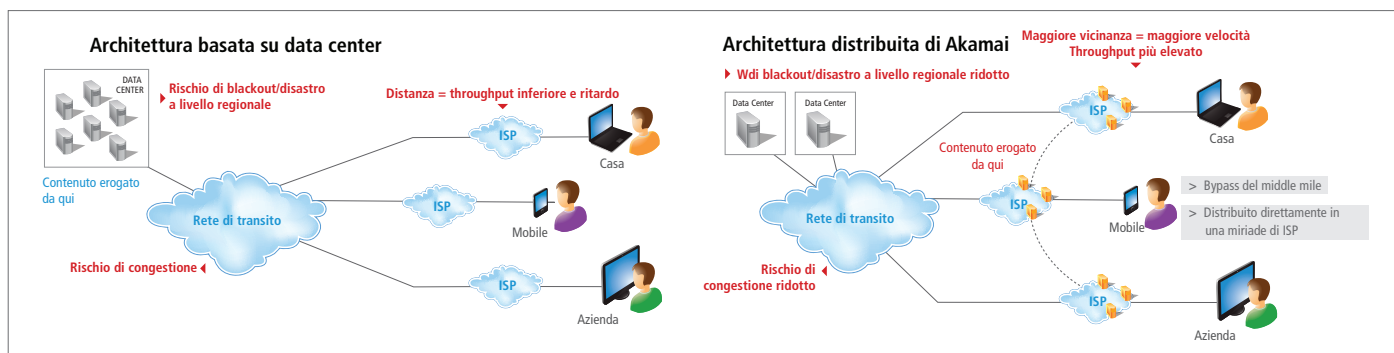 Architettura basata su data center
DATA
CENTER
Rischio di blackout/disastro
a livello regionale
Distanza = throughput inferiore e ritardo
ISP
Casa
Contenuto erogato
da qui
Rete di transito
ISP
Mobile
Rischio di congestione
ISP
Azienda
Architettura distribuita di Akamai
Maggiore vicinanza = maggiore velocità
Throughput più elevato
Wdi blackout/disastro a livello regionale ridotto
Data Center
Data Center
ISP
Casa
Contenuto erogato
da qui
Rete di transito
ISP
Mobile
> Bypass del middle mile
> Distribuito direttamente in
una miriade di ISP
Rischio di
congestione ridotto
ISP
Azienda